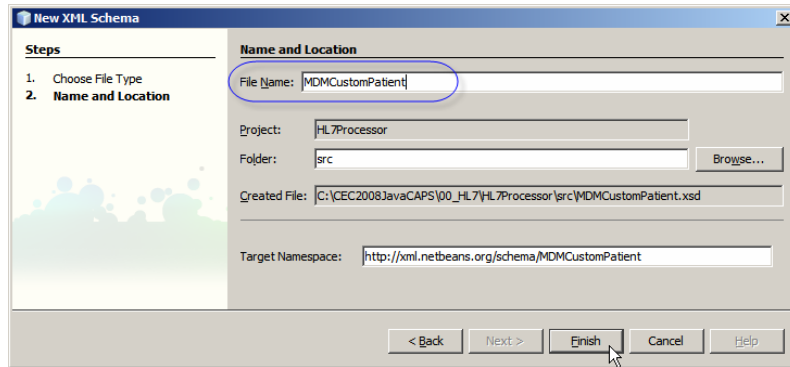 New XML Schema
Steps
1. Choose File Type
2. Name and Location
Name and Location
File Name: MDMCustomPatient
Project: HL7Processor
Folder: src Browse...
Created File: C:\CEC2008JavaCAPS\00_HL7\HL7Processor\src\MDMCustomPatient.xsd
Target Namespace: http://xml.netbeans.org/schema/MDMCustomPatient
< Back Next > Finish Cancel Help